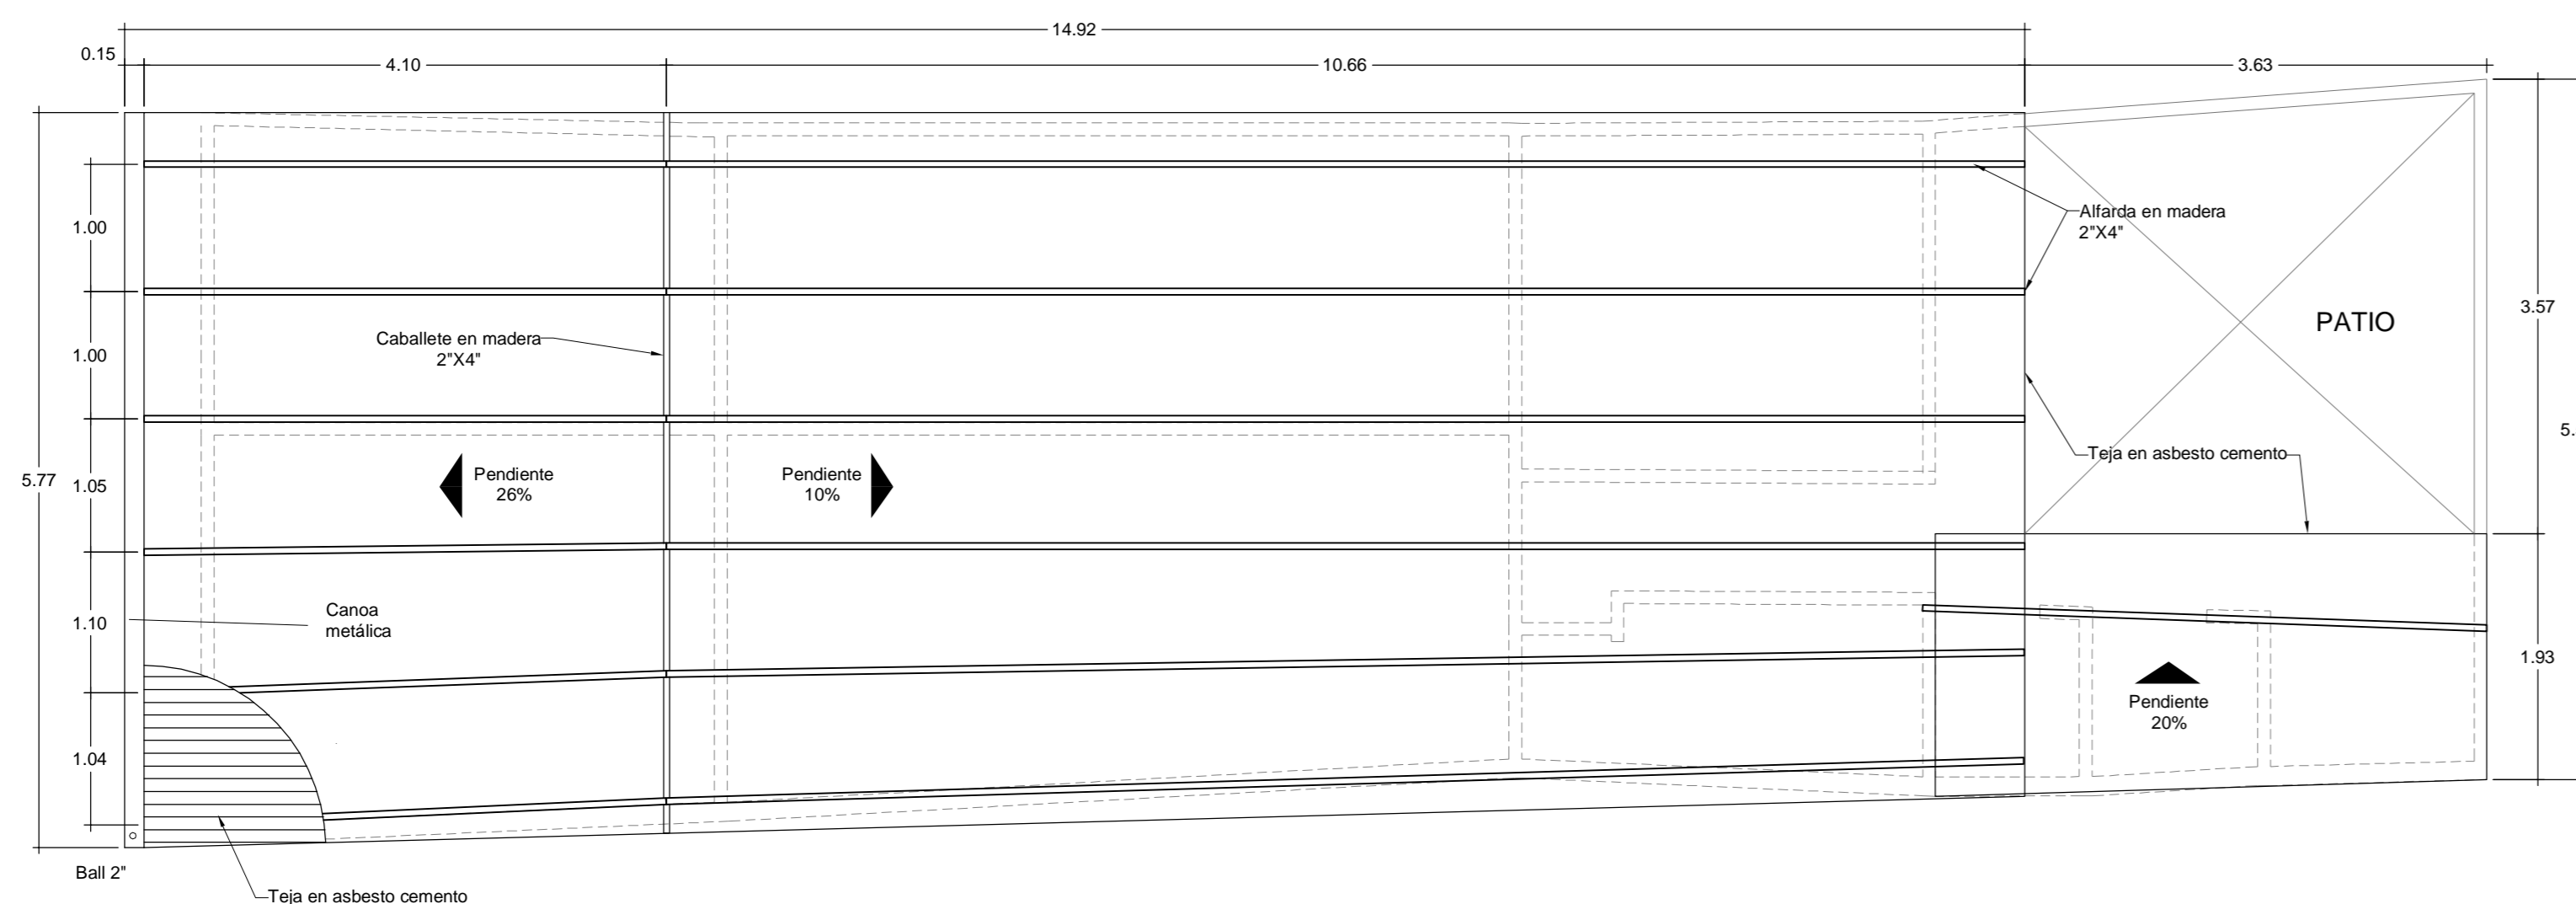 14.92
0.15
4.10
10.66
3.63
1.00
Alfarda en madera
2"X4"
3.57
PATIO
Caballete en madera
2"X4"
1.00
5.
Teja en asbesto cemento
5.77
1.05
Pendiente
26%
Pendiente
10%
Canoa
metálica
1.10
1.93
Pendiente
20%
1.04
Ball 2"
Teja en asbesto cemento